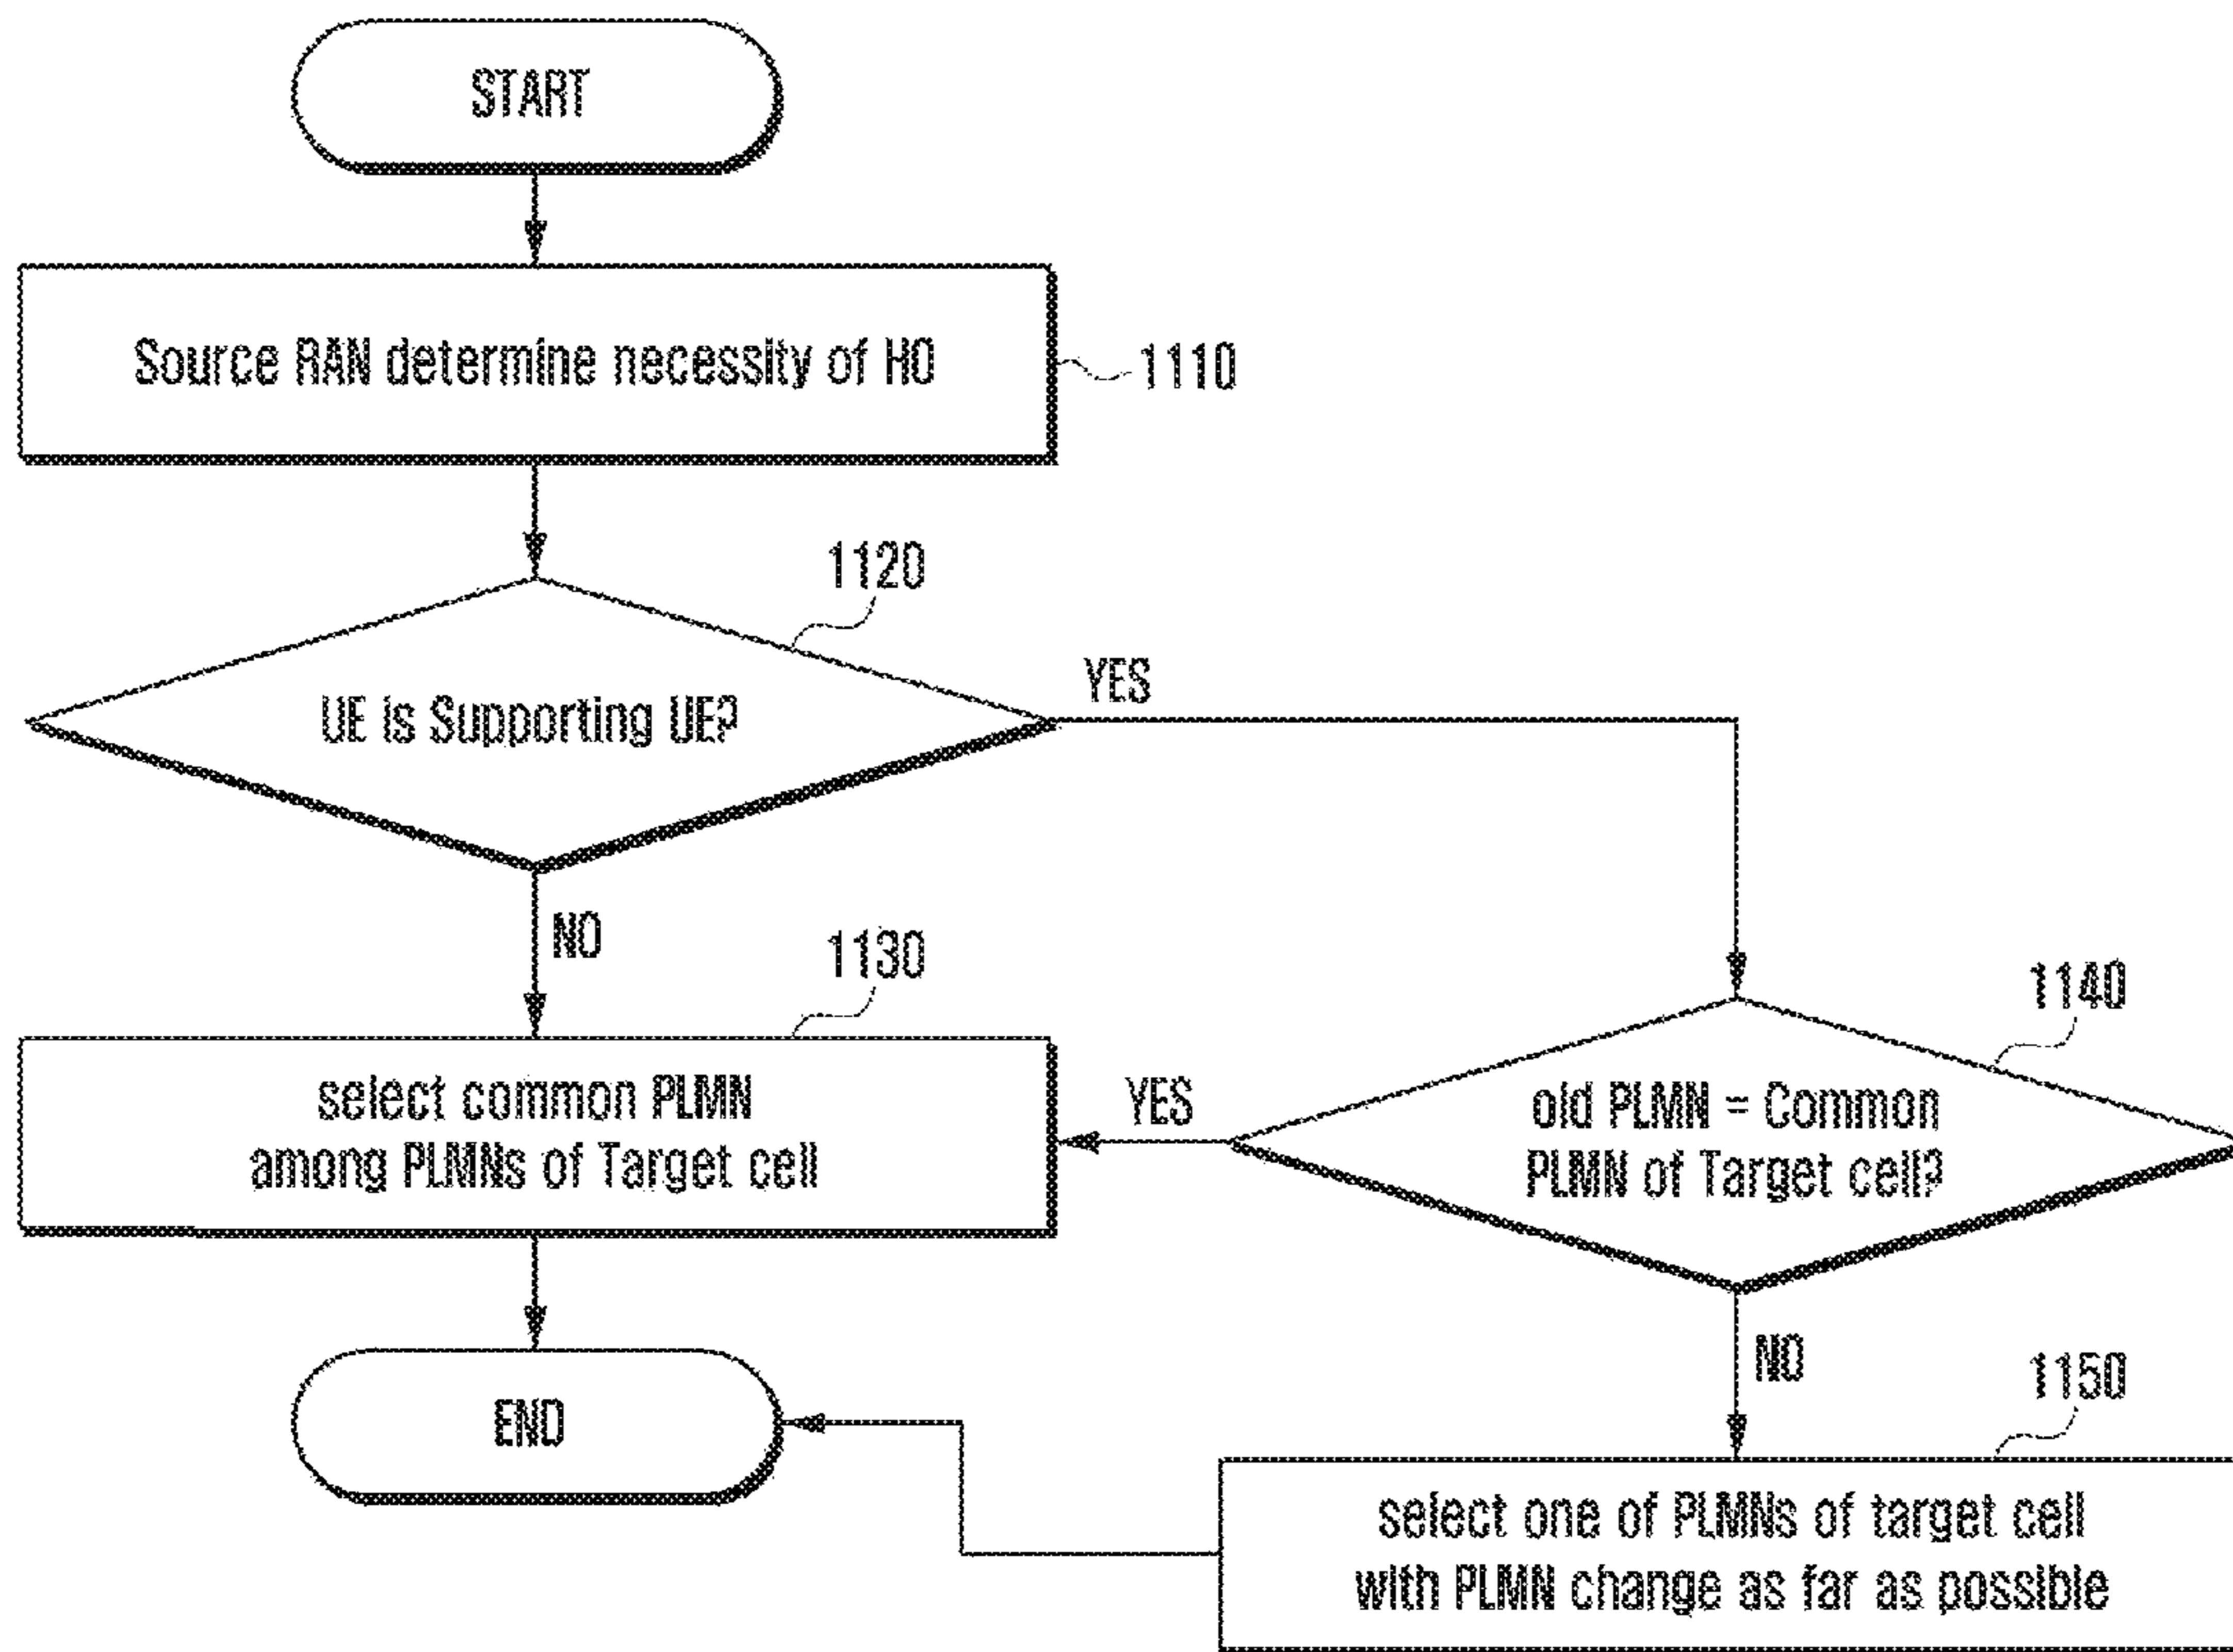 START
Source RAN determine necessity of HO
1110
1120
UE is Supporting UE?
YES
NO
1130
select common PLMN
among PLMNs of Target cell
YES
1140
old PLMN = Common
PLMN of Target cell?
NO
END
1150
select one of PLMNs of target cell
with PLMN change as far as possible